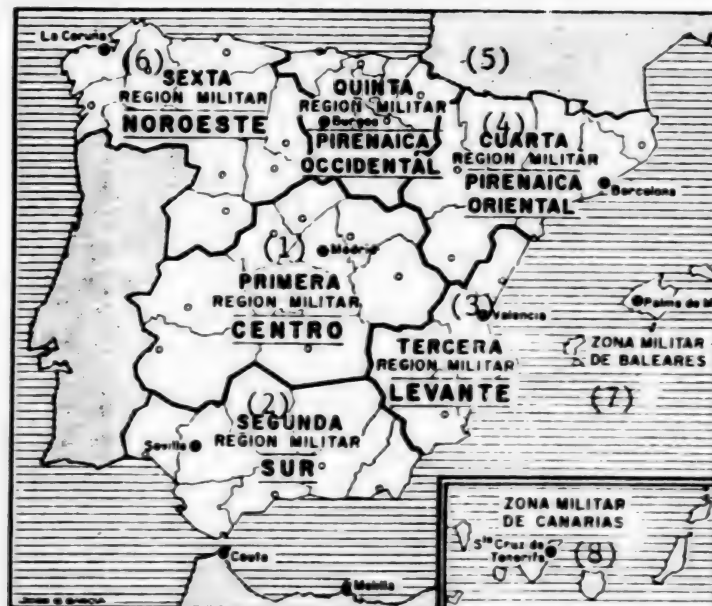 La Coruña
(6)
SEXTA
REGION MILITAR
NOROESTE
(5)
QUINTA
REGION MILITAR
Burgos
PIRENAICA
OCCIDENTAL
(4)
CUARTA
REGION MILITAR
PIRENAICA
ORIENTAL
Barcelona
(1)
Madrid
PRIMERA
REGION MILITAR
CENTRO
(3)
Valencia
TERCERA
REGION MILITAR
LEVANTE
Palma de M
ZONA MILITAR
DE BALEARES
(7)
(2)
SEGUNDA
REGION MILITAR
Sevilla
SUR
Ceuta
Melilla
ZONA MILITAR
DE CANARIAS
Sta Cruz de
Tenerife
(8)